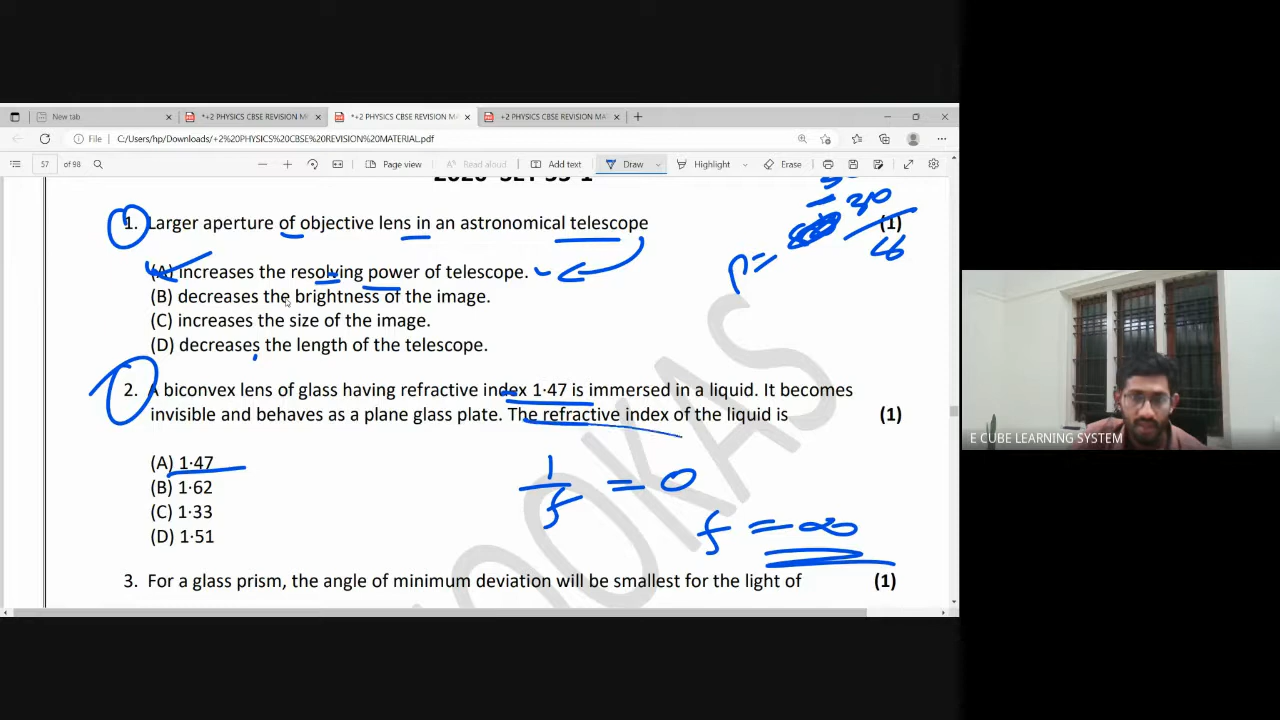 New tab
*+2 PHYSICS CBSE REVISION M
*+2 PHYSICS CBSE REVISION MA
+2 PHYSICS CBSE REVISION MAT
File
C:/Users/hp/Downloads/+2%20PHYSICS%20CBSE%20REVISION%20MATERIAL.pdf
57 of 98
Page view
Read aloud
Add text
Draw
Highlight
Erase
1. Larger aperture of objective lens in an astronomical telescope (1)
(A) increases the resolving power of telescope.
(B) decreases the brightness of the image.
(C) increases the size of the image.
(D) decreases the length of the telescope.
P =
2. A biconvex lens of glass having refractive index 1·47 is immersed in a liquid. It becomes
invisible and behaves as a plane glass plate. The refractive index of the liquid is (1)
(A) 1·47
(B) 1·62
(C) 1·33
(D) 1·51
1/f = 0
f = ∞
3. For a glass prism, the angle of minimum deviation will be smallest for the light of (1)
OOKAS
E CUBE LEARNING SYSTEM